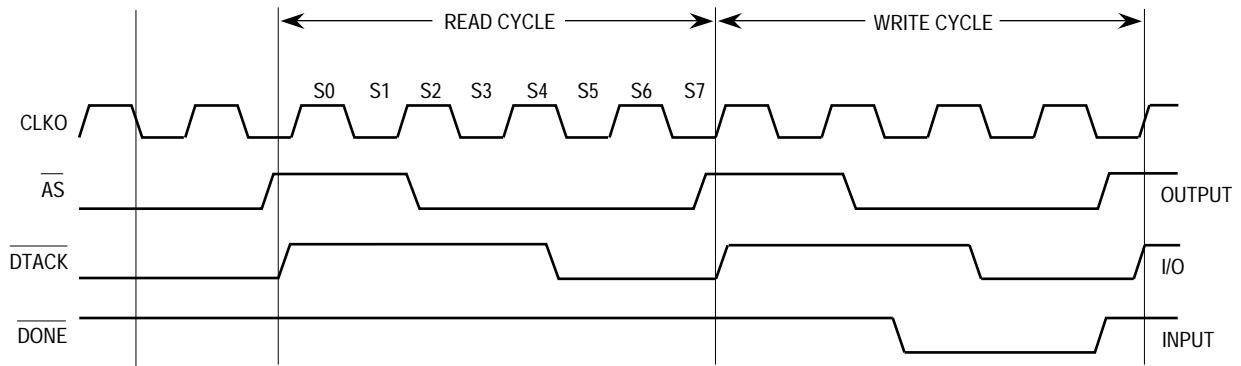 READ CYCLE WRITE CYCLE
S0 S1 S2 S3 S4 S5 S6 S7
CLKO
AS OUTPUT
DTACK I/O
DONE INPUT